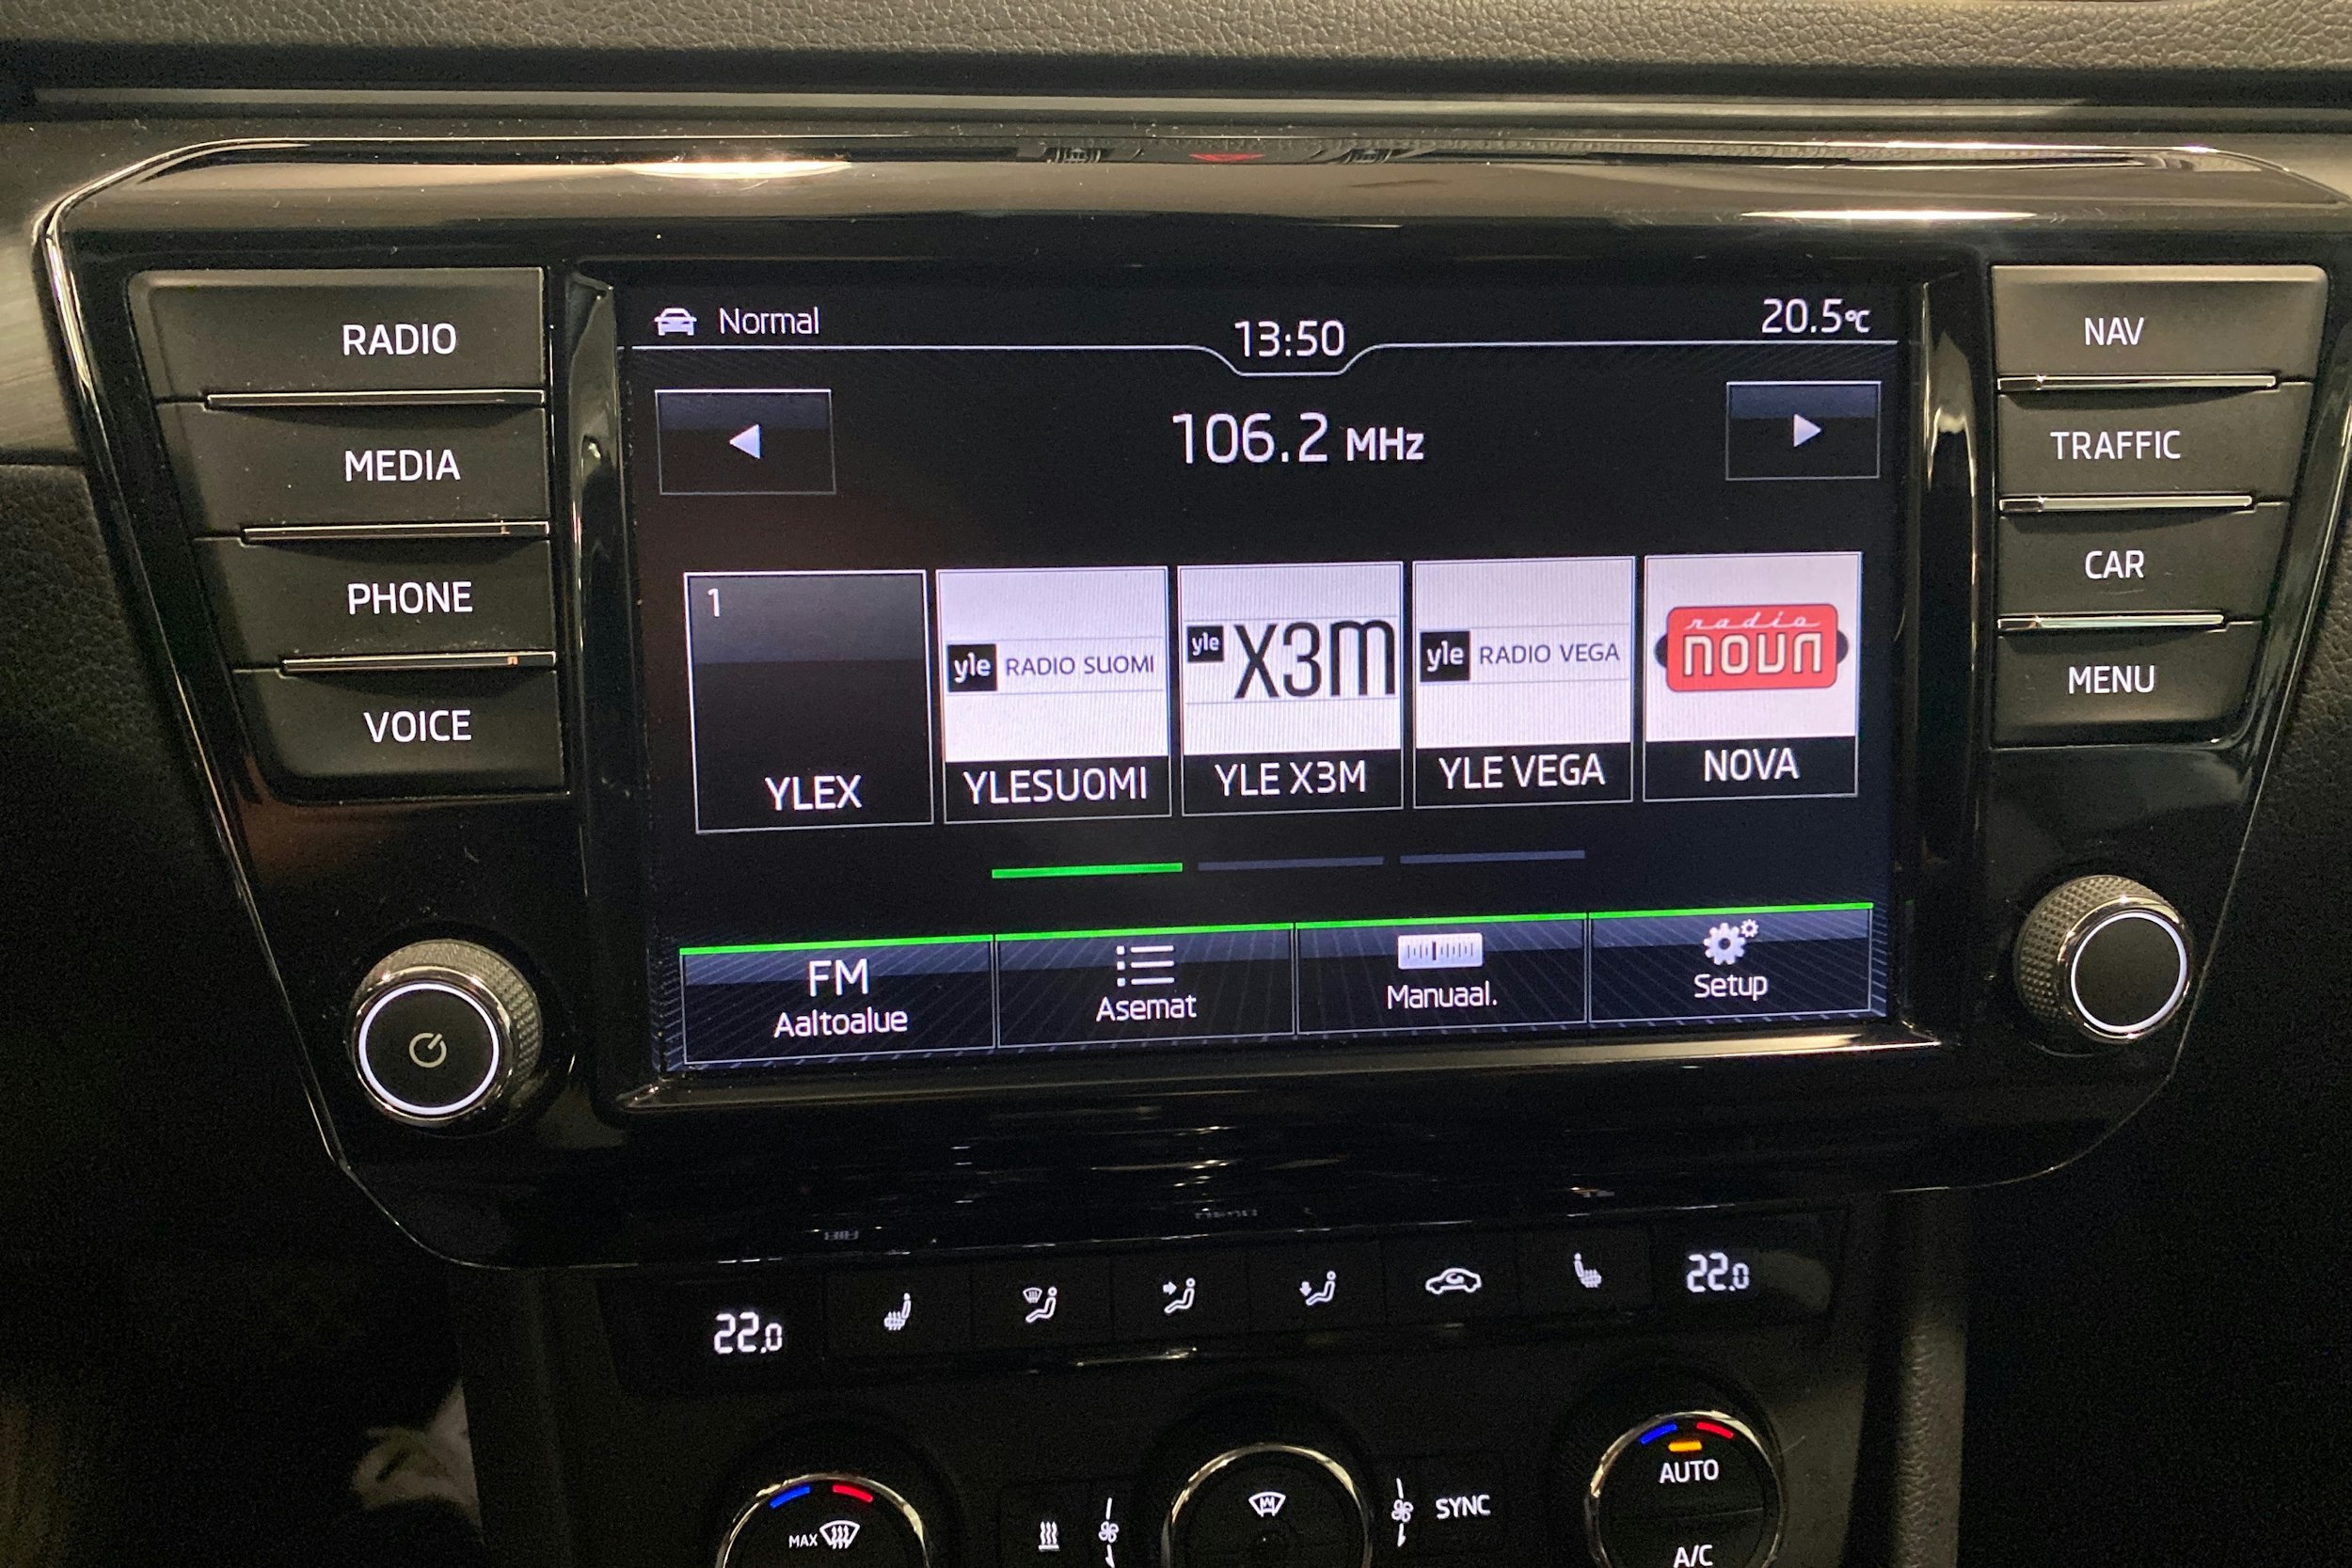 RADIO
MEDIA
PHONE
VOICE
Normal
13:50
20.5°C
106.2 MHz
1
YLEX
yle RADIO SUOMI
YLESUOMI
yle X3M
YLE X3M
yle RADIO VEGA
YLE VEGA
radio
nova
NOVA
FM
Aaltoalue
Asemat
Manuaal.
Setup
NAV
TRAFFIC
CAR
MENU
22.0
22.0
MAX
SYNC
AUTO
A/C